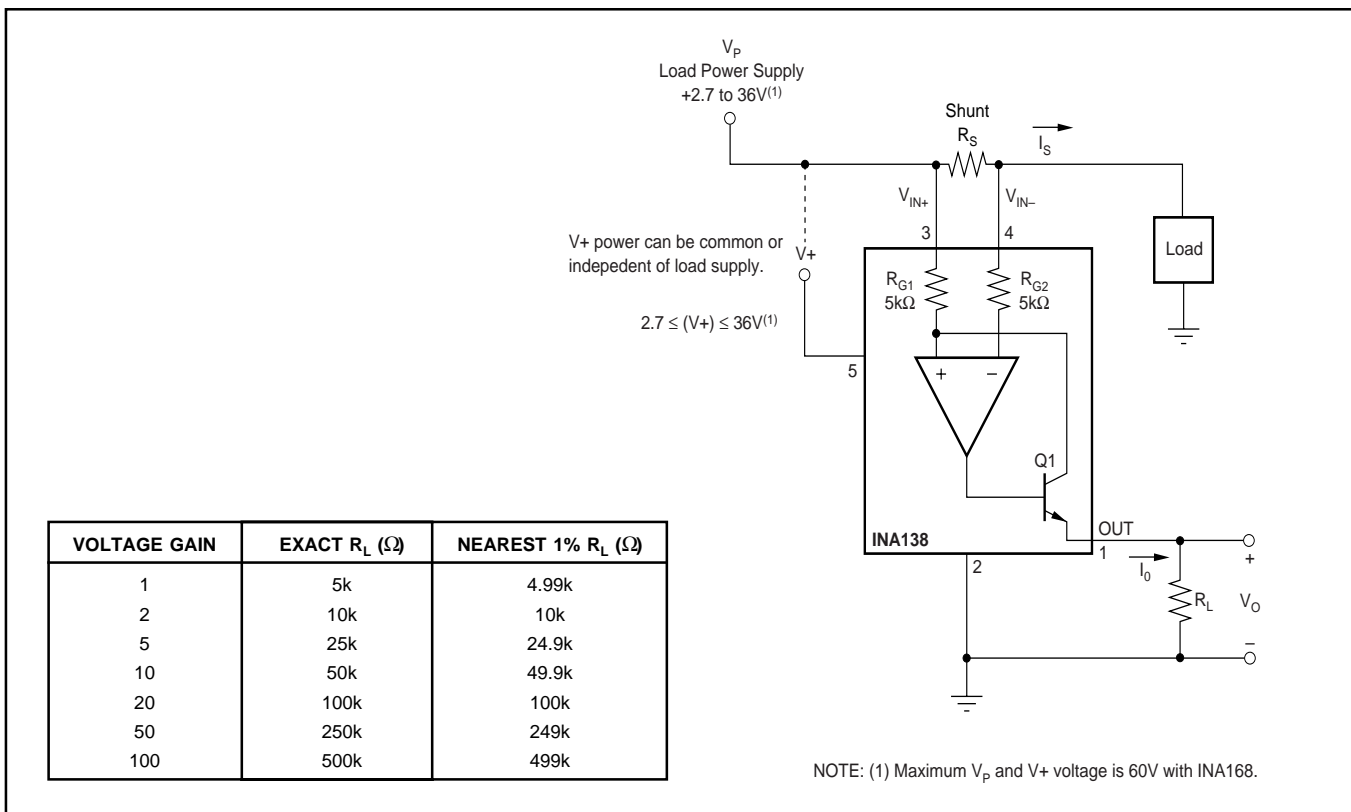 V_P
Load Power Supply
+2.7 to 36V(1)
Shunt
R_S
I_S
V_IN+
V_IN–
3
4
V+ power can be common or
indepedent of load supply.
V+
Load
R_G1
5kΩ
R_G2
5kΩ
2.7 ≤ (V+) ≤ 36V(1)
5
+
–
Q1
OUT
INA138
1
2
I_0
+
R_L
V_O
–
VOLTAGE GAIN EXACT R_L (Ω) NEAREST 1% R_L (Ω)
1 5k 4.99k
2 10k 10k
5 25k 24.9k
10 50k 49.9k
20 100k 100k
50 250k 249k
100 500k 499k
NOTE: (1) Maximum V_P and V+ voltage is 60V with INA168.